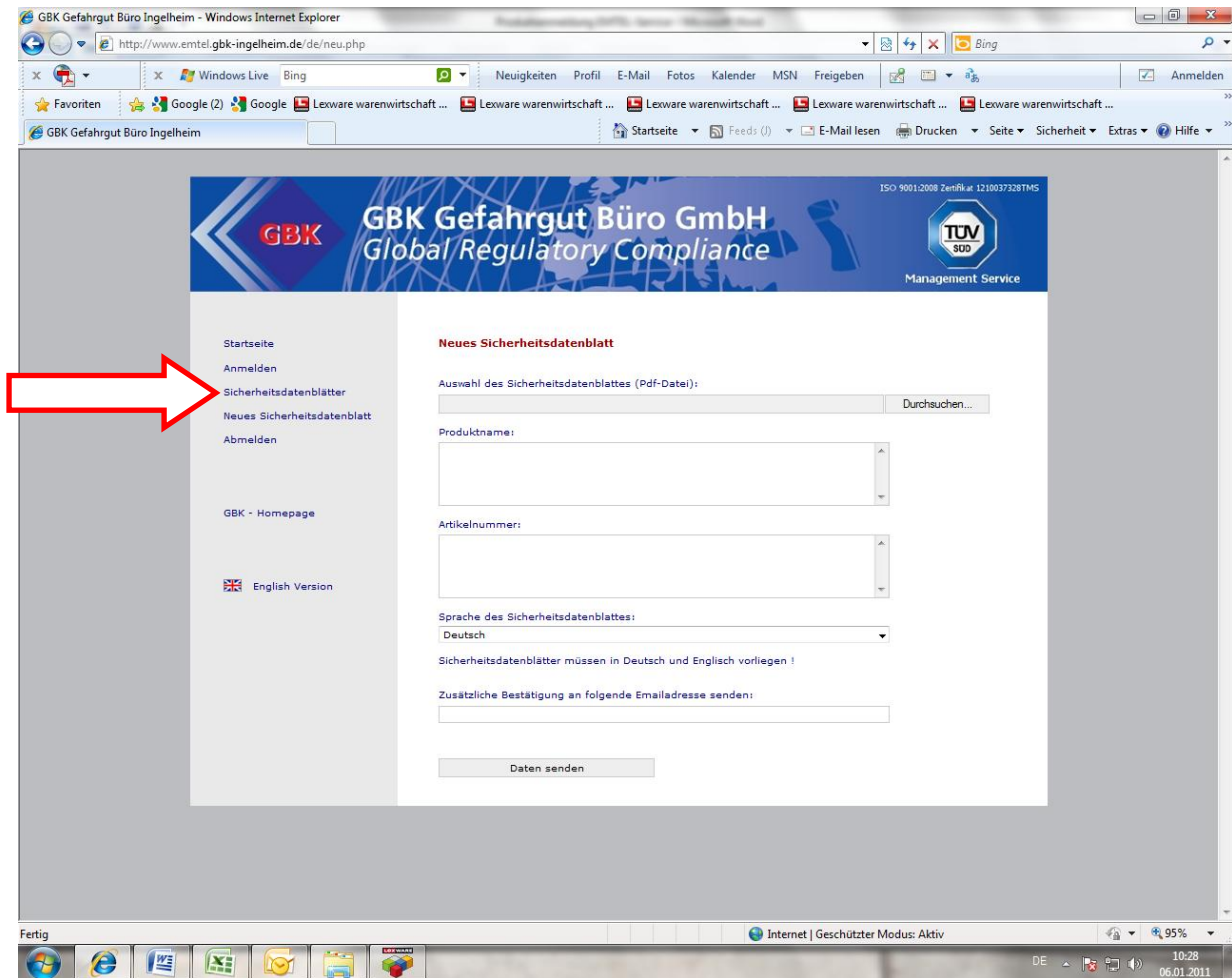 GBK Gefahrgut Büro Ingelheim - Windows Internet Explorer
http://www.emtel.gbk-ingelheim.de/de/neu.php
Bing
x
x Windows Live Bing Neuigkeiten Profil E-Mail Fotos Kalender MSN Freigeben Anmelden
Favoriten Google (2) Google Lexware warenwirtschaft ... Lexware warenwirtschaft ... Lexware warenwirtschaft ... Lexware warenwirtschaft ... Lexware warenwirtschaft ...
GBK Gefahrgut Büro Ingelheim
Startseite Feeds (J) E-Mail lesen Drucken Seite Sicherheit Extras Hilfe
ISO 9001:2008 Zertifikat 1210037328TMS
GBK
GBK Gefahrgut Büro GmbH
Global Regulatory Compliance
TÜV
SÜD
Management Service
Startseite
Anmelden
Sicherheitsdatenblätter
Neues Sicherheitsdatenblatt
Abmelden
GBK - Homepage
English Version
Neues Sicherheitsdatenblatt
Auswahl des Sicherheitsdatenblattes (Pdf-Datei):
Durchsuchen...
Produktname:
Artikelnummer:
Sprache des Sicherheitsdatenblattes:
Deutsch
Sicherheitsdatenblätter müssen in Deutsch und Englisch vorliegen !
Zusätzliche Bestätigung an folgende Emailadresse senden:
Daten senden
Fertig
Internet | Geschützter Modus: Aktiv
95%
LEXWARE
DE
10:28
06.01.2011